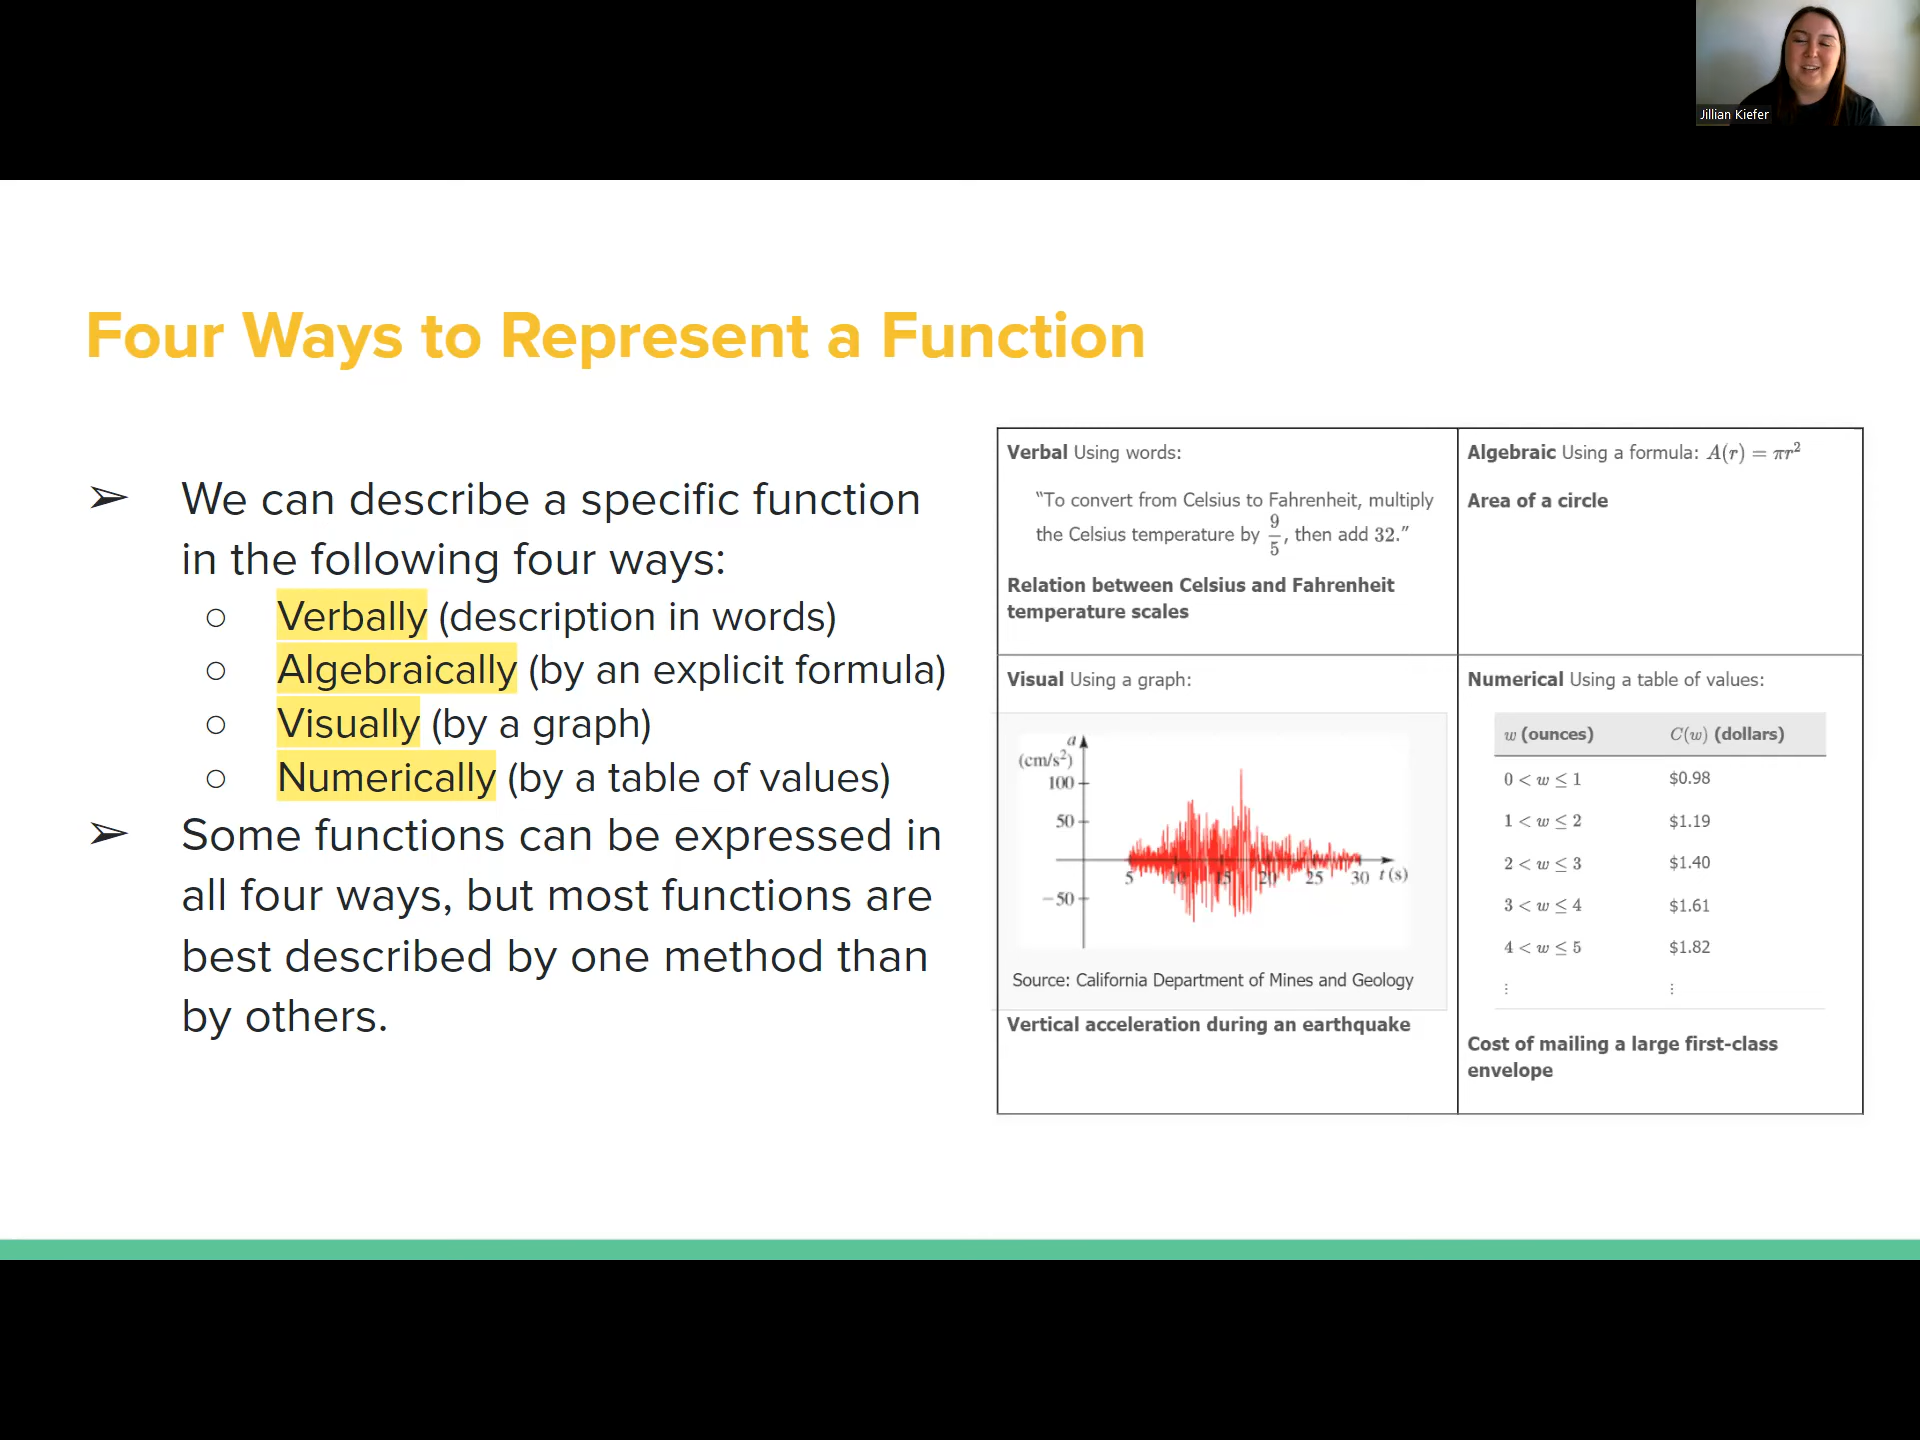 Jillian Kiefer
Four Ways to Represent a Function
➢ We can describe a specific function
in the following four ways:
○ Verbally (description in words)
○ Algebraically (by an explicit formula)
○ Visually (by a graph)
○ Numerically (by a table of values)
➢ Some functions can be expressed in
all four ways, but most functions are
best described by one method than
by others.
Verbal Using words:
“To convert from Celsius to Fahrenheit, multiply
the Celsius temperature by 9/5, then add 32.”
Relation between Celsius and Fahrenheit
temperature scales
Algebraic Using a formula: A(r) = πr²
Area of a circle
Visual Using a graph:
a
(cm/s²)
100
50
−50
5 10 15 20 25 30 t(s)
Source: California Department of Mines and Geology
Vertical acceleration during an earthquake
Numerical Using a table of values:
w (ounces) C(w) (dollars)
0 < w ≤ 1 $0.98
1 < w ≤ 2 $1.19
2 < w ≤ 3 $1.40
3 < w ≤ 4 $1.61
4 < w ≤ 5 $1.82
⋮ ⋮
Cost of mailing a large first-class
envelope